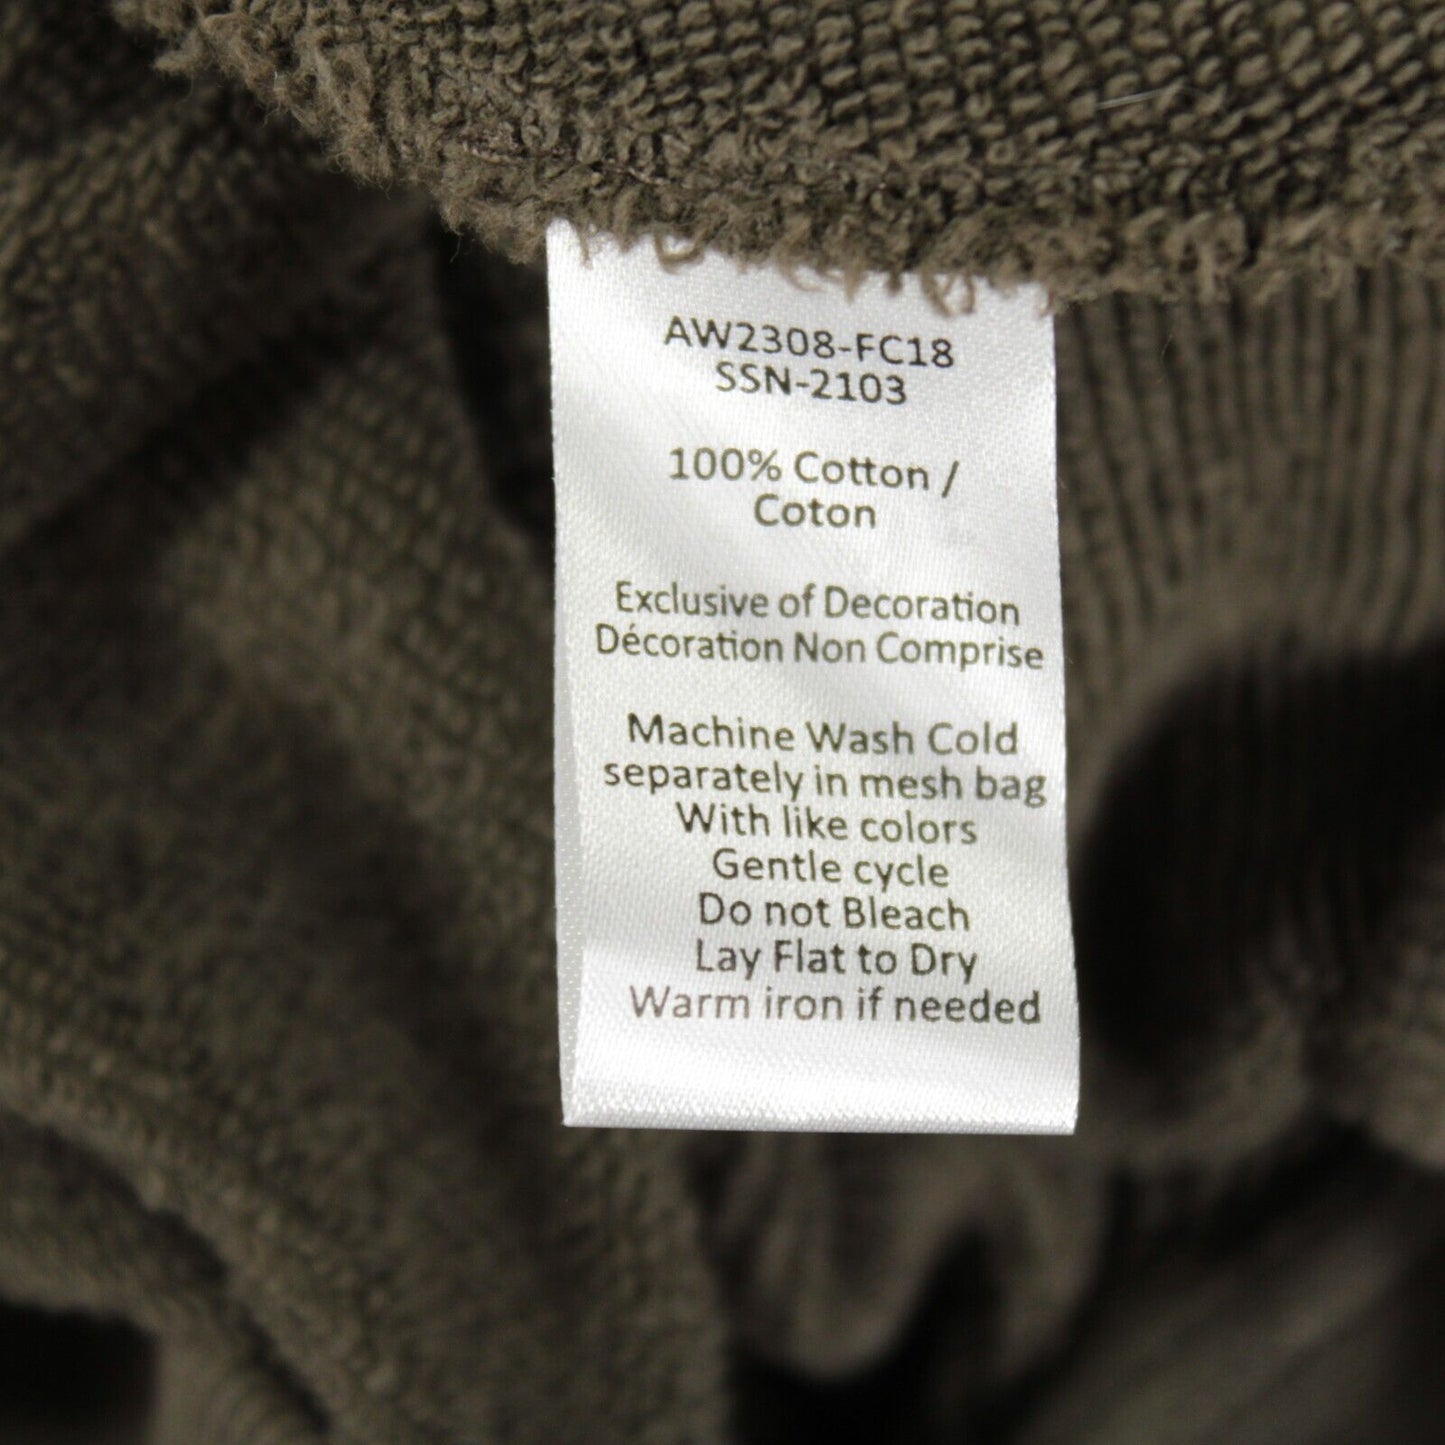 AW2308-FC18
SSN-2103
100% Cotton /
Coton
Exclusive of Decoration
Décoration Non Comprise
Machine Wash Cold
separately in mesh bag
With like colors
Gentle cycle
Do not Bleach
Lay Flat to Dry
Warm iron if needed